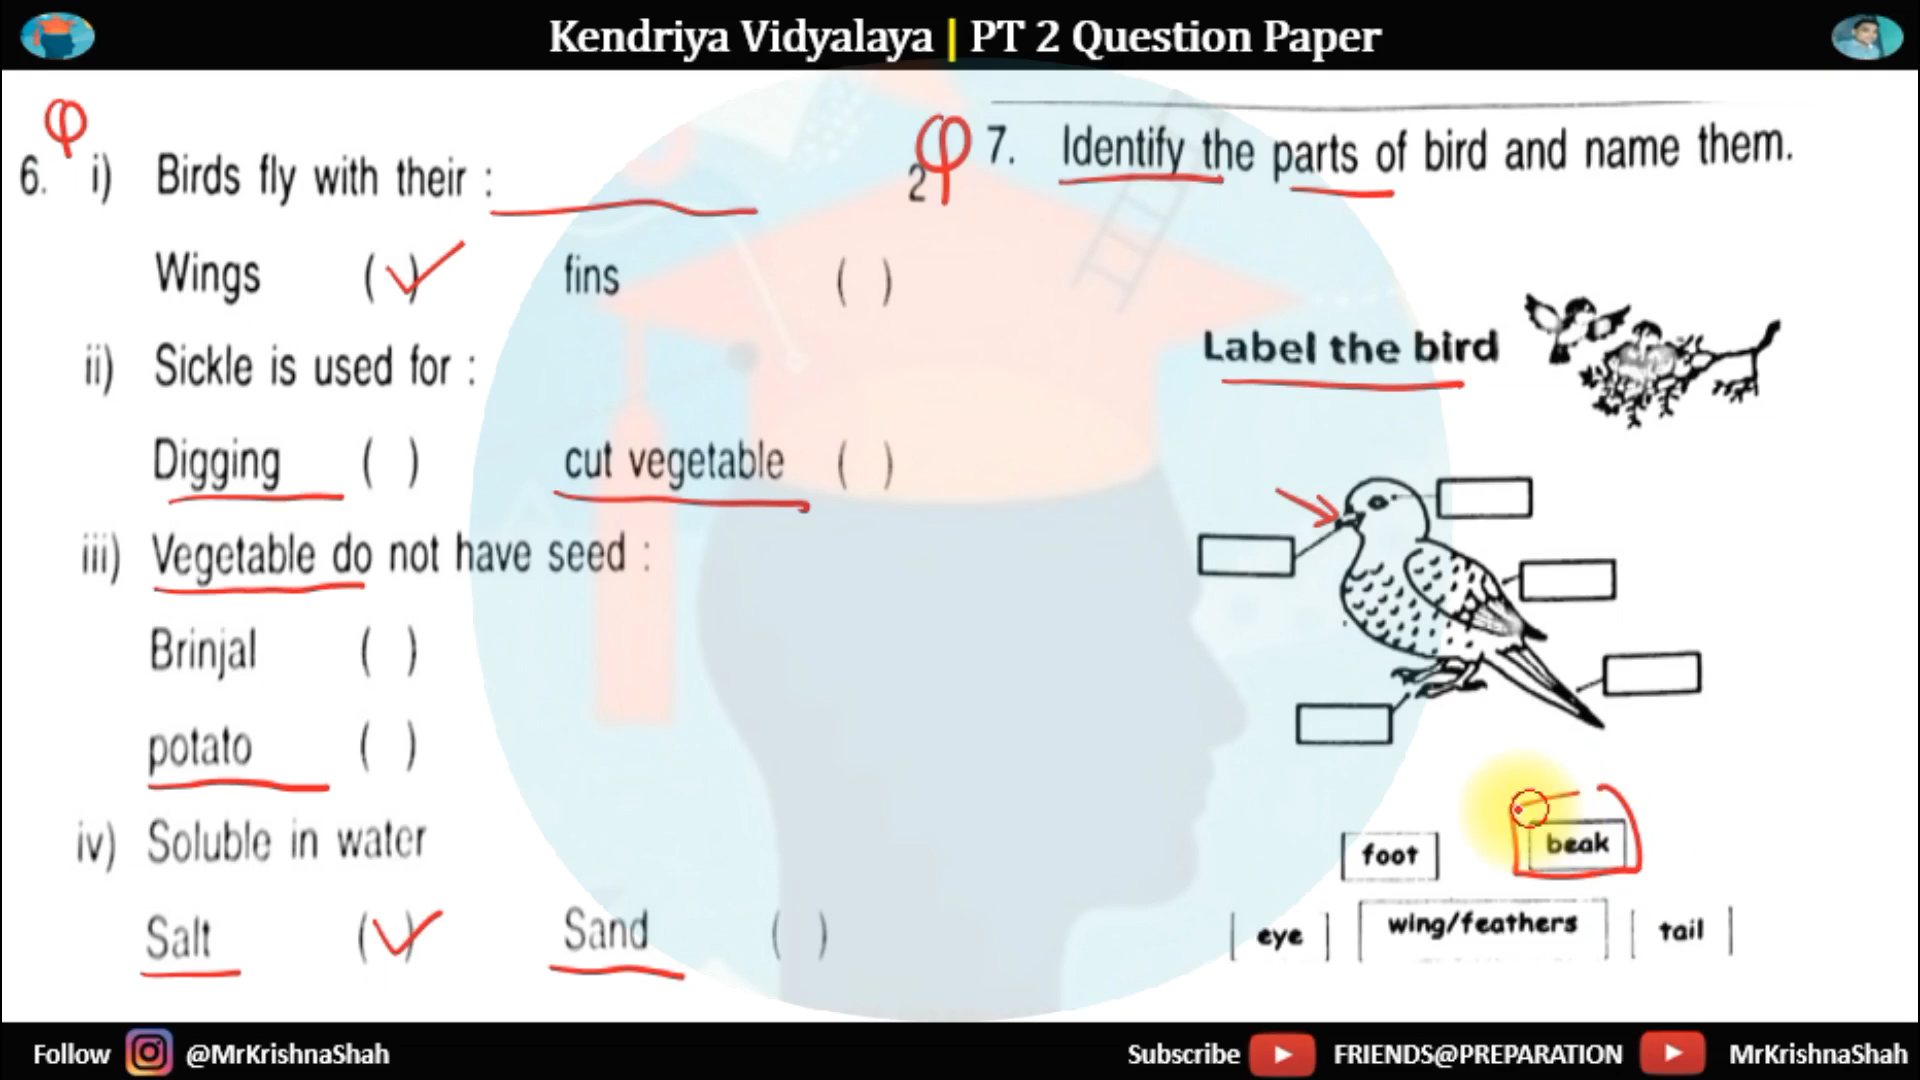 Kendriya Vidyalaya | PT 2 Question Paper
6. i) Birds fly with their :
Wings ( ) fins ( )
ii) Sickle is used for :
Digging ( ) cut vegetable ( )
iii) Vegetable do not have seed :
Brinjal ( )
potato ( )
iv) Soluble in water
Salt ( ) Sand ( )
2
7. Identify the parts of bird and name them.
Label the bird
foot beak
eye wing/feathers tail
Follow @MrKrishnaShah Subscribe FRIENDS@PREPARATION MrKrishnaShah